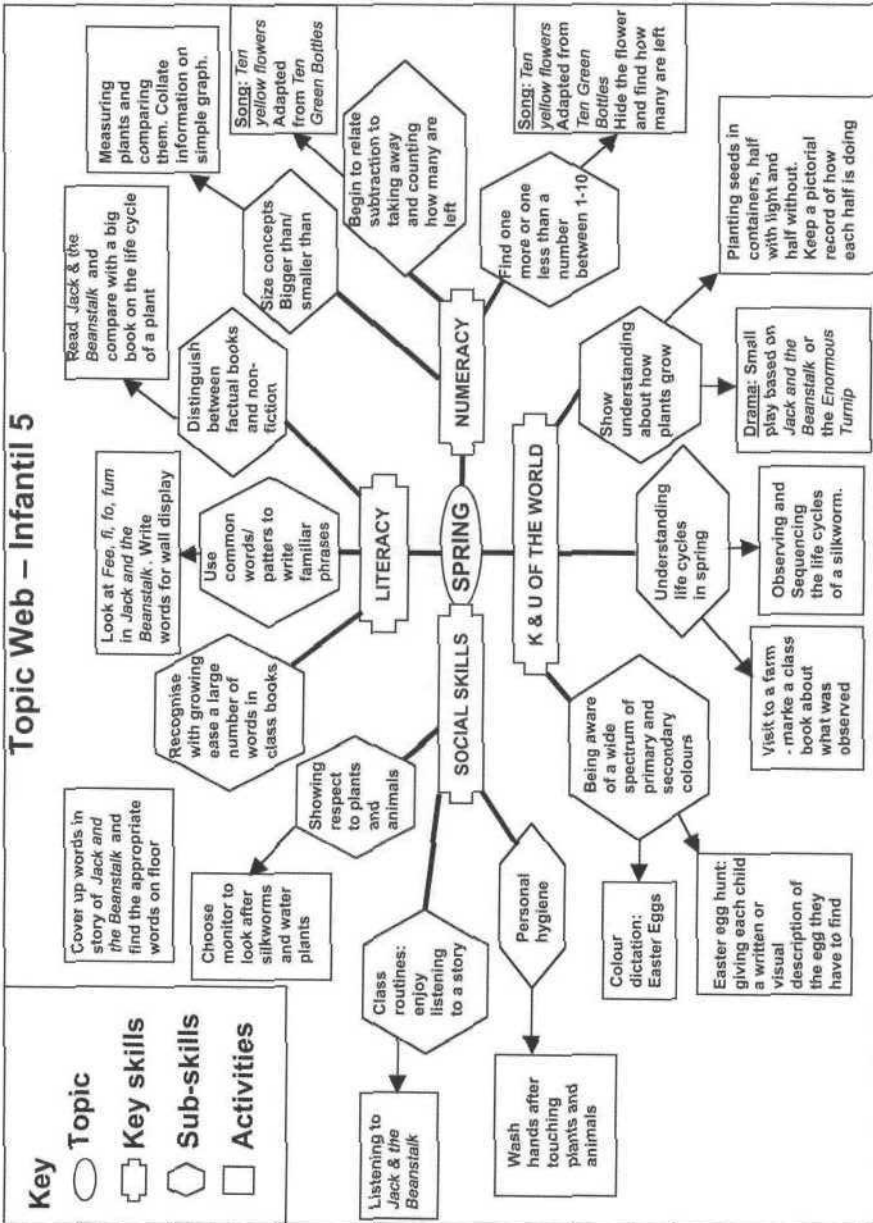 Topic Web – Infantil 5
Key
Topic
Key skills
Sub-skills
Activities
Cover up words in
story of Jack and
the Beanstalk and
find the appropriate
words on floor
Look at Fee, fi, fo, fum
in Jack and the
Beanstalk. Write
words for wall display
Read Jack & the
Beanstalk and
compare with a big
book on the life cycle
of a plant
Measuring
plants and
comparing
them. Collate
information on
simple graph.
Song: Ten
yellow flowers
Adapted
from Ten
Green Bottles
Recognise
with growing
ease a large
number of
words in
class books
Use
common
words/
patters to
write
familiar
phrases
Distinguish
between
factual books
and non-
fiction
Size concepts
Bigger than/
smaller than
Begin to relate
subtraction to
taking away
and counting
how many are
left
Choose
monitor to
look after
silkworms
and water
plants
Showing
respect
to plants
and
animals
LITERACY
NUMERACY
Find one
more or one
less than a
number
between 1-10
Song: Ten
yellow flowers
Adapted from
Ten Green
Bottles
Hide the flower
and find how
many are left
Listening to
Jack & the
Beanstalk
Class
routines:
enjoy
listening
to a story
SOCIAL SKILLS
SPRING
Wash
hands after
touching
plants and
animals
Personal
hygiene
K & U OF THE WORLD
Being aware
of a wide
spectrum of
primary and
secondary
colours
Understanding
life cycles
in spring
Show
understanding
about how
plants grow
Planting seeds in
containers, half
with light and
half without.
Keep a pictorial
record of how
each half is doing
Colour
dictation:
Easter Eggs
Easter egg hunt:
giving each child
a written or
visual
description of
the egg they
have to find
Visit to a farm
- marke a class
book about
what was
observed
Observing and
Sequencing
the life cycles
of a silkworm.
Drama: Small
play based on
Jack and the
Beanstalk or
the Enormous
Turnip